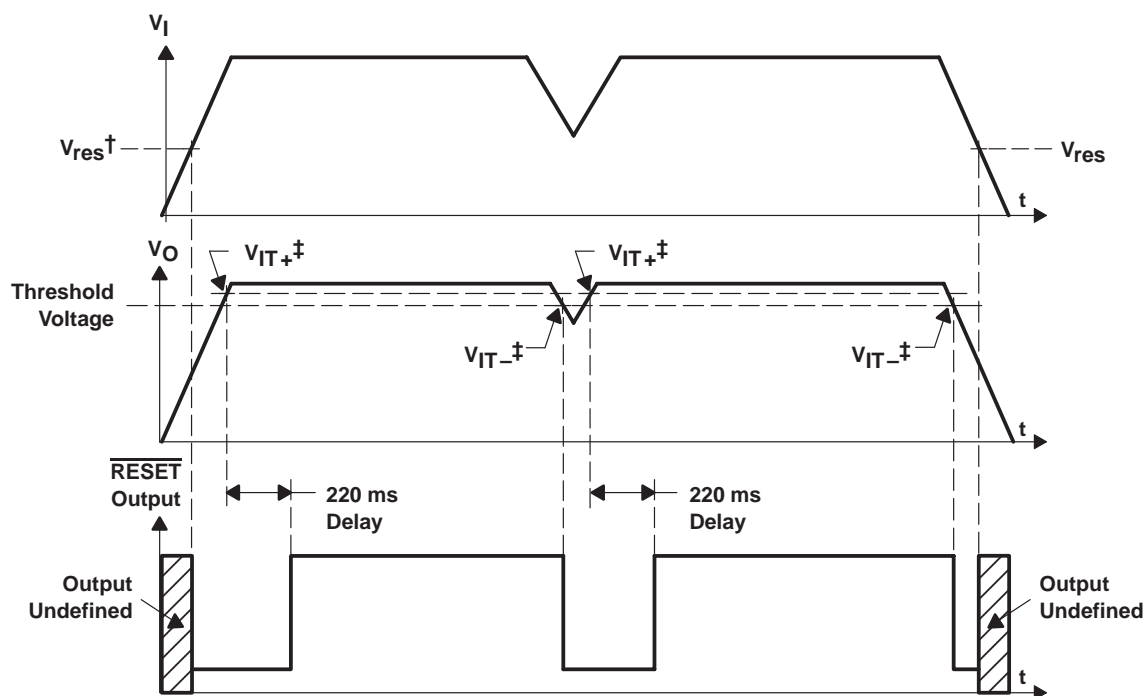 VI
Vres†
Vres
t
VO
VIT+‡
VIT+‡
Threshold
Voltage
VIT–‡
VIT–‡
t
RESET
Output
220 ms
Delay
220 ms
Delay
Output
Undefined
Output
Undefined
t